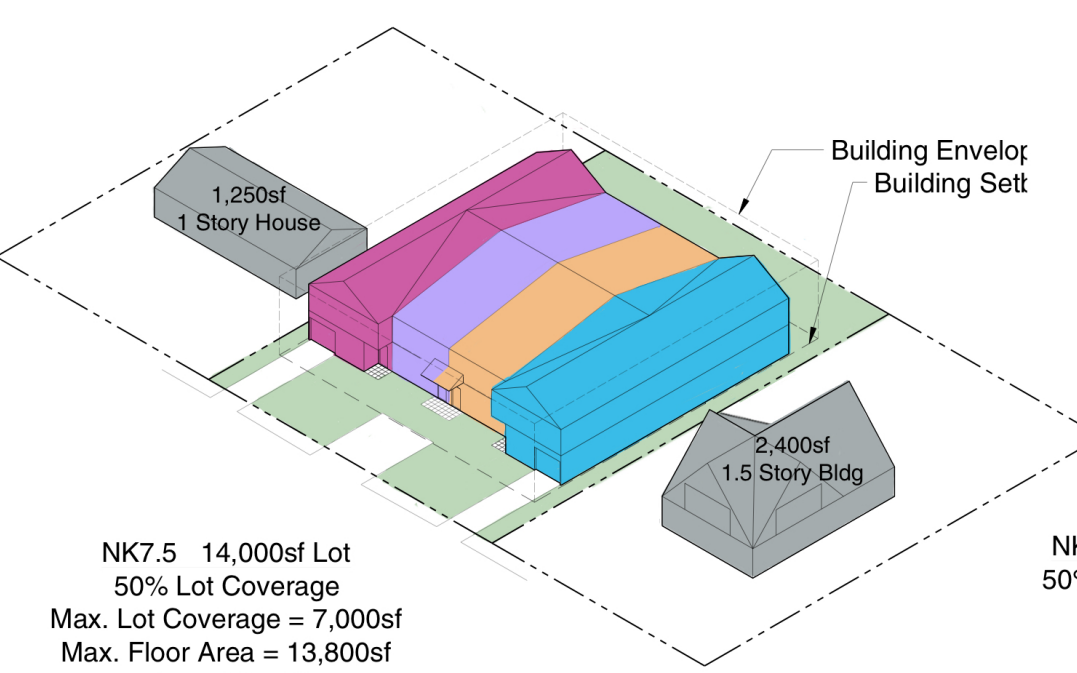 Building Envelop
Building Setb
1,250sf
1 Story House
2,400sf
1.5 Story Bldg
NK7.5 14,000sf Lot
50% Lot Coverage
Max. Lot Coverage = 7,000sf
Max. Floor Area = 13,800sf
NK
50%